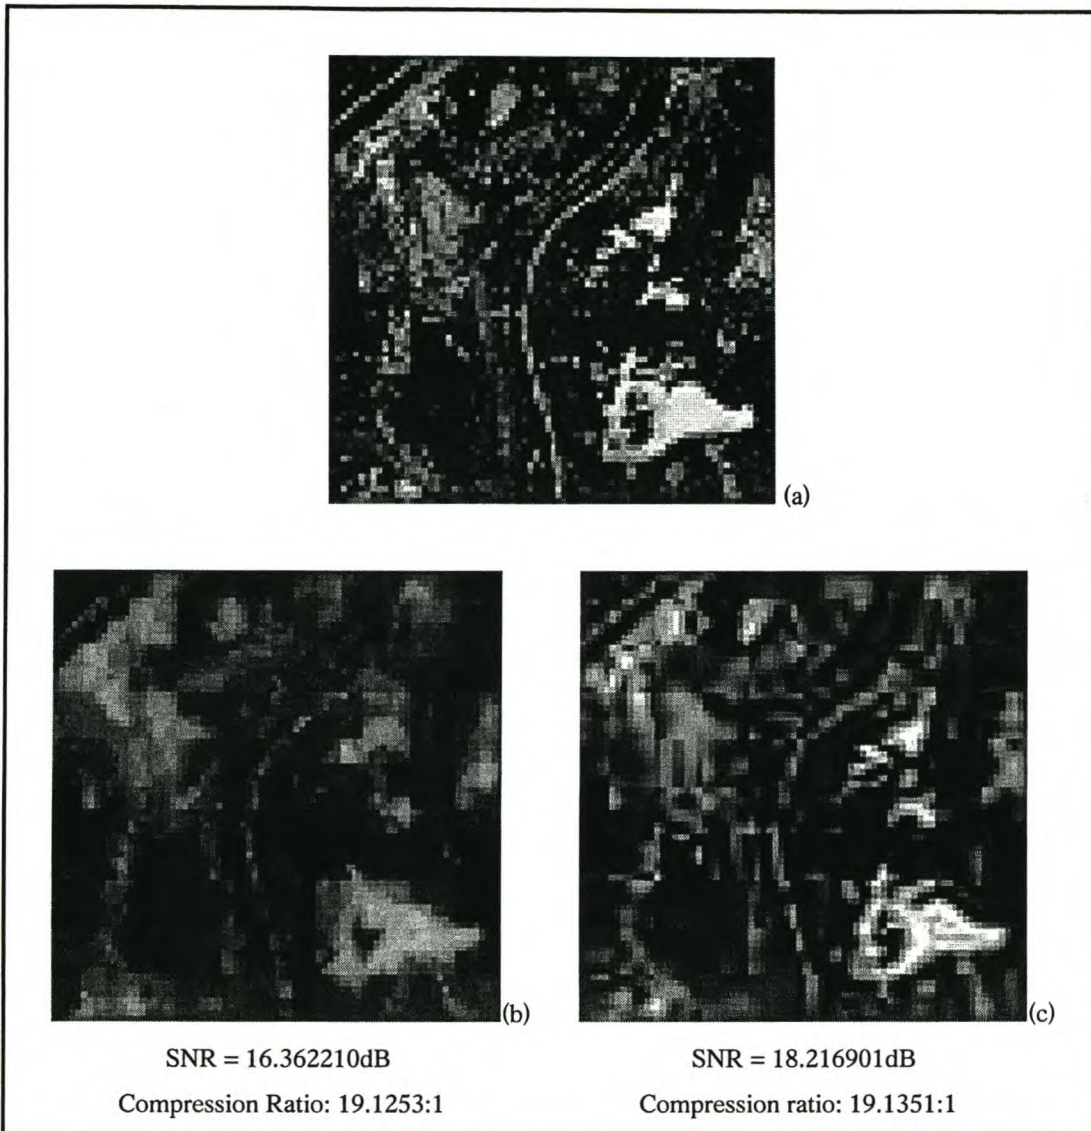 (a)
(b)
(c)
SNR = 16.362210dB
SNR = 18.216901dB
Compression Ratio: 19.1253:1
Compression ratio: 19.1351:1